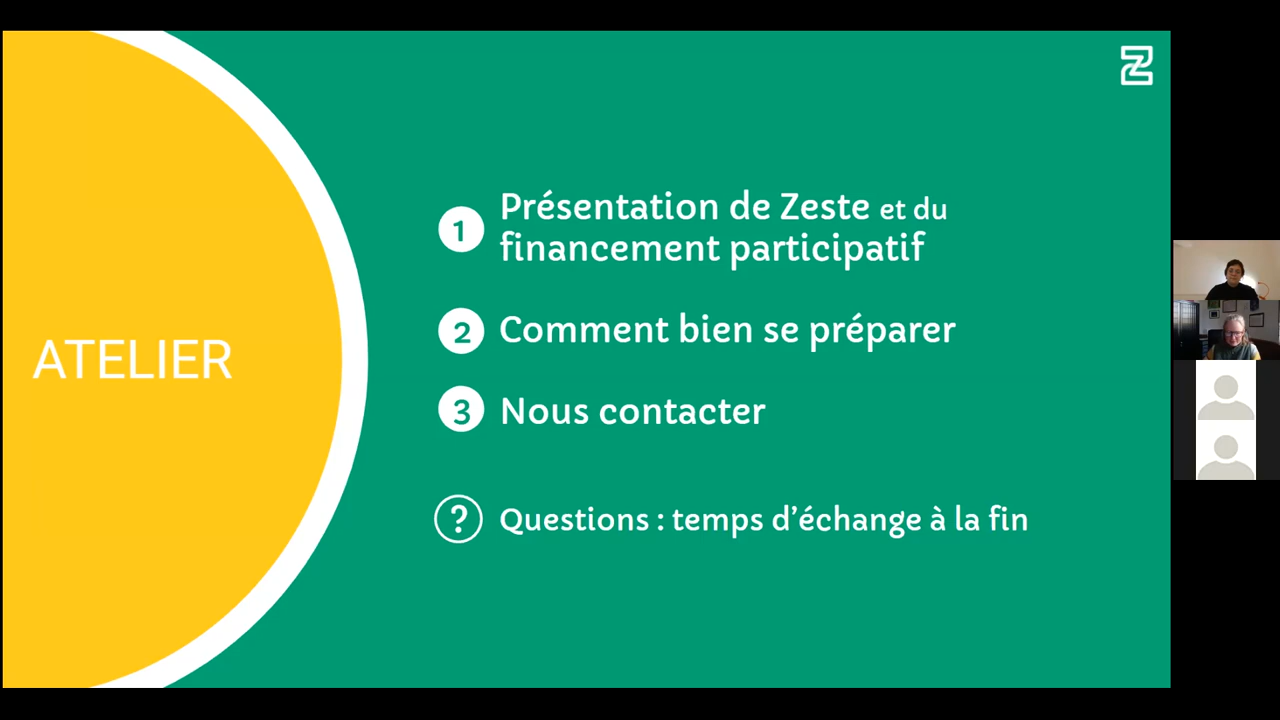 ATELIER
1 Présentation de Zeste et du
financement participatif
2 Comment bien se préparer
3 Nous contacter
? Questions : temps d’échange à la fin